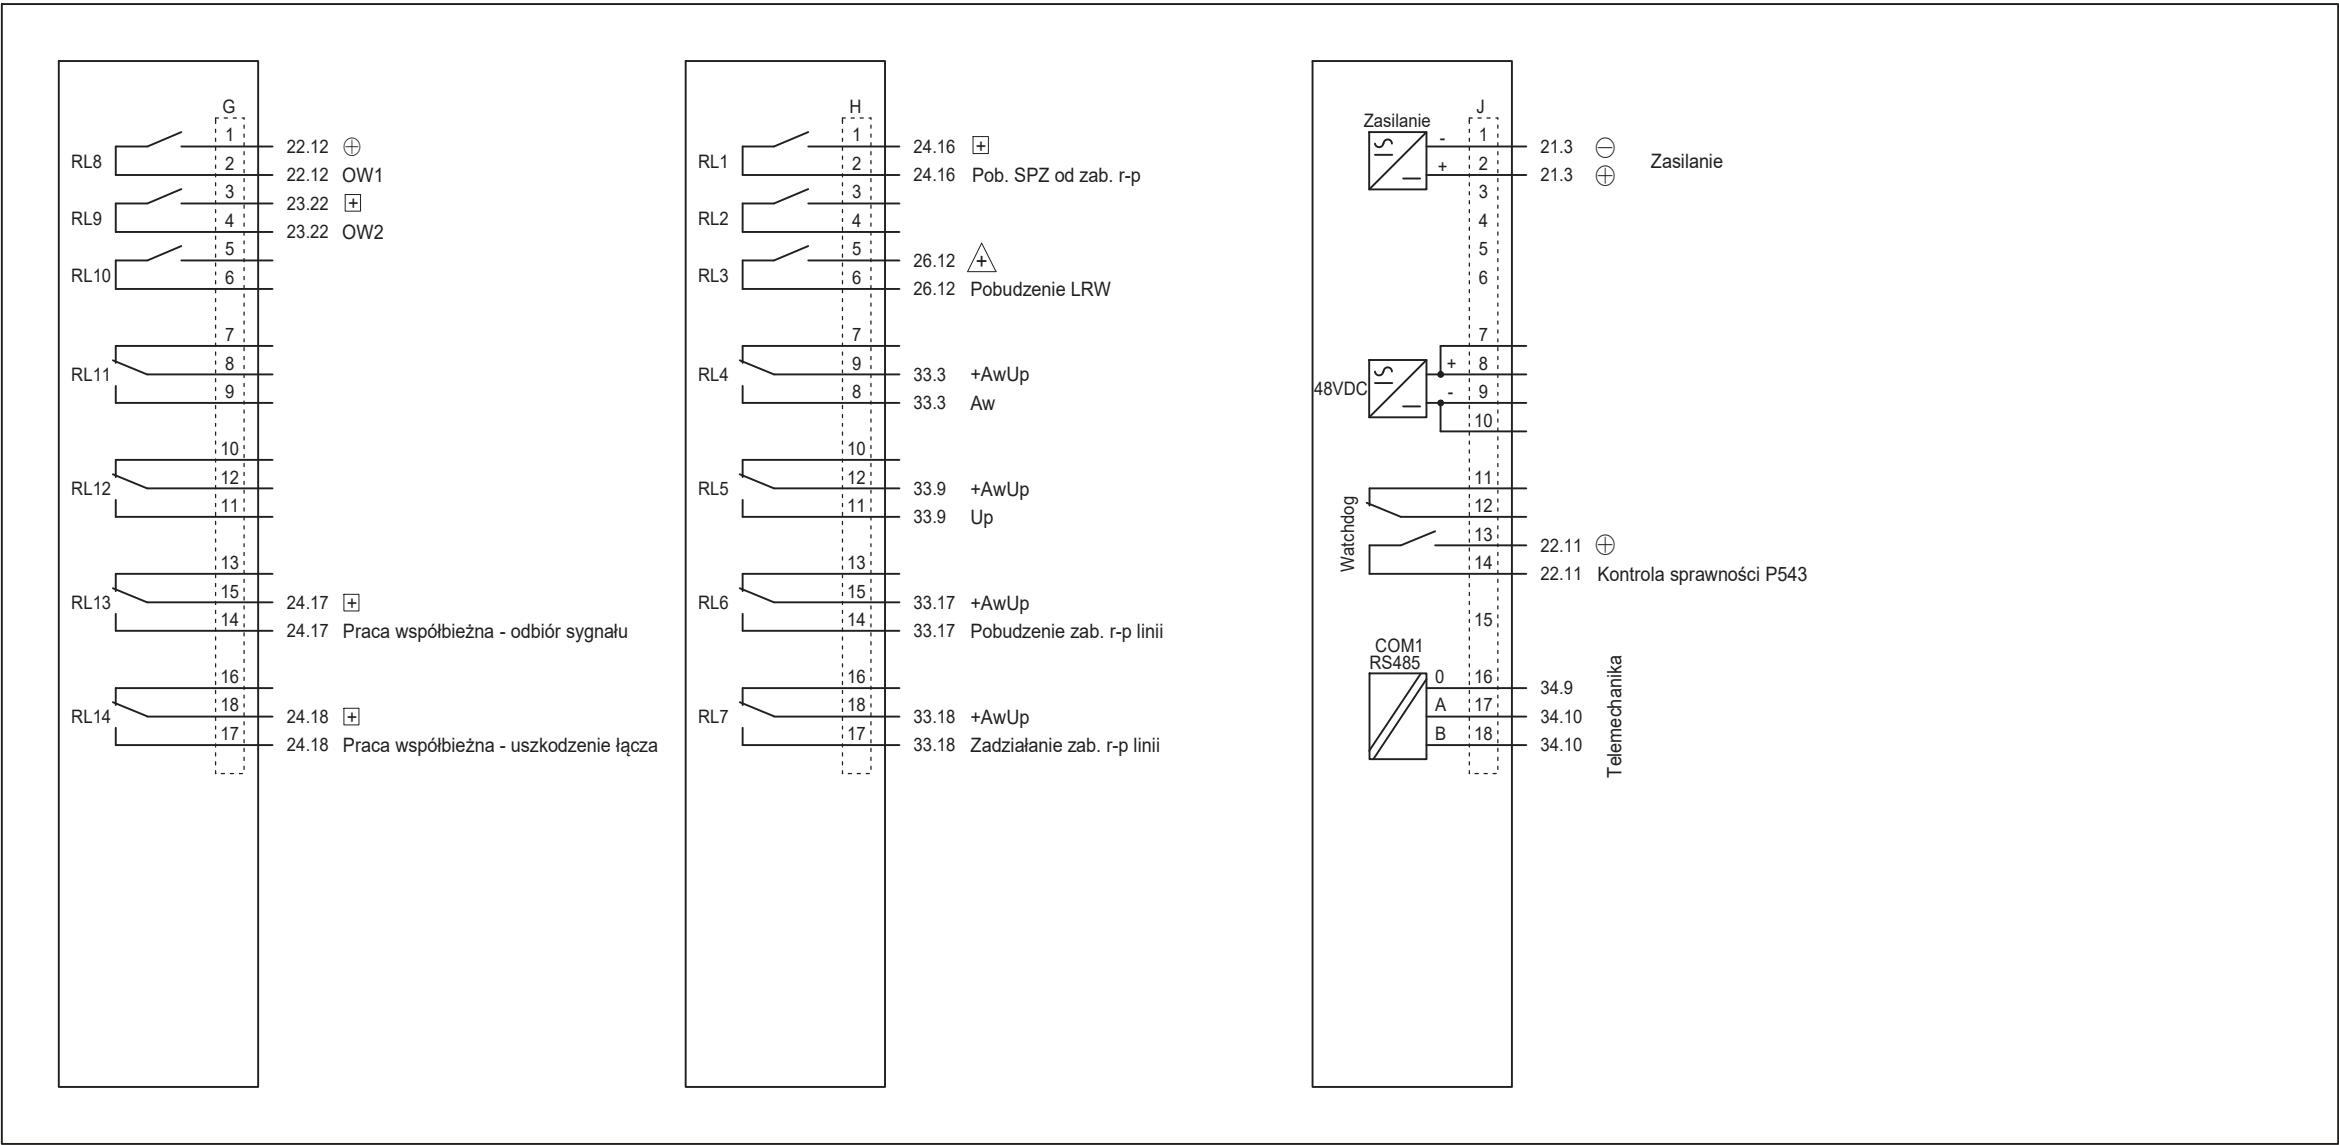 G
1
RL8
22.12 ⊕
2
22.12 OW1
3
RL9
23.22 +
4
23.22 OW2
5
RL10
6
7
RL11
8
9
10
RL12
12
11
13
RL13
15
24.17 +
14
24.17 Praca współbieżna - odbiór sygnału
16
RL14
18
24.18 +
17
24.18 Praca współbieżna - uszkodzenie łącza
H
1
RL1
24.16 +
2
24.16 Pob. SPZ od zab. r-p
3
RL2
4
5
RL3
26.12 +
6
26.12 Pobudzenie LRW
7
RL4
9
33.3 +AwUp
8
33.3 Aw
10
RL5
12
33.9 +AwUp
11
33.9 Up
13
RL6
15
33.17 +AwUp
14
33.17 Pobudzenie zab. r-p linii
16
RL7
18
33.18 +AwUp
17
33.18 Zadziałanie zab. r-p linii
J
Zasilanie
- 1
21.3 ⊖
Zasilanie
+ 2
21.3 ⊕
3
4
5
6
7
48VDC
+ 8
- 9
10
Watchdog
11
12
13
22.11 ⊕
14
22.11 Kontrola sprawności P543
15
COM1
RS485
0 16
34.9
A 17
34.10
B 18
34.10
Telemechanika